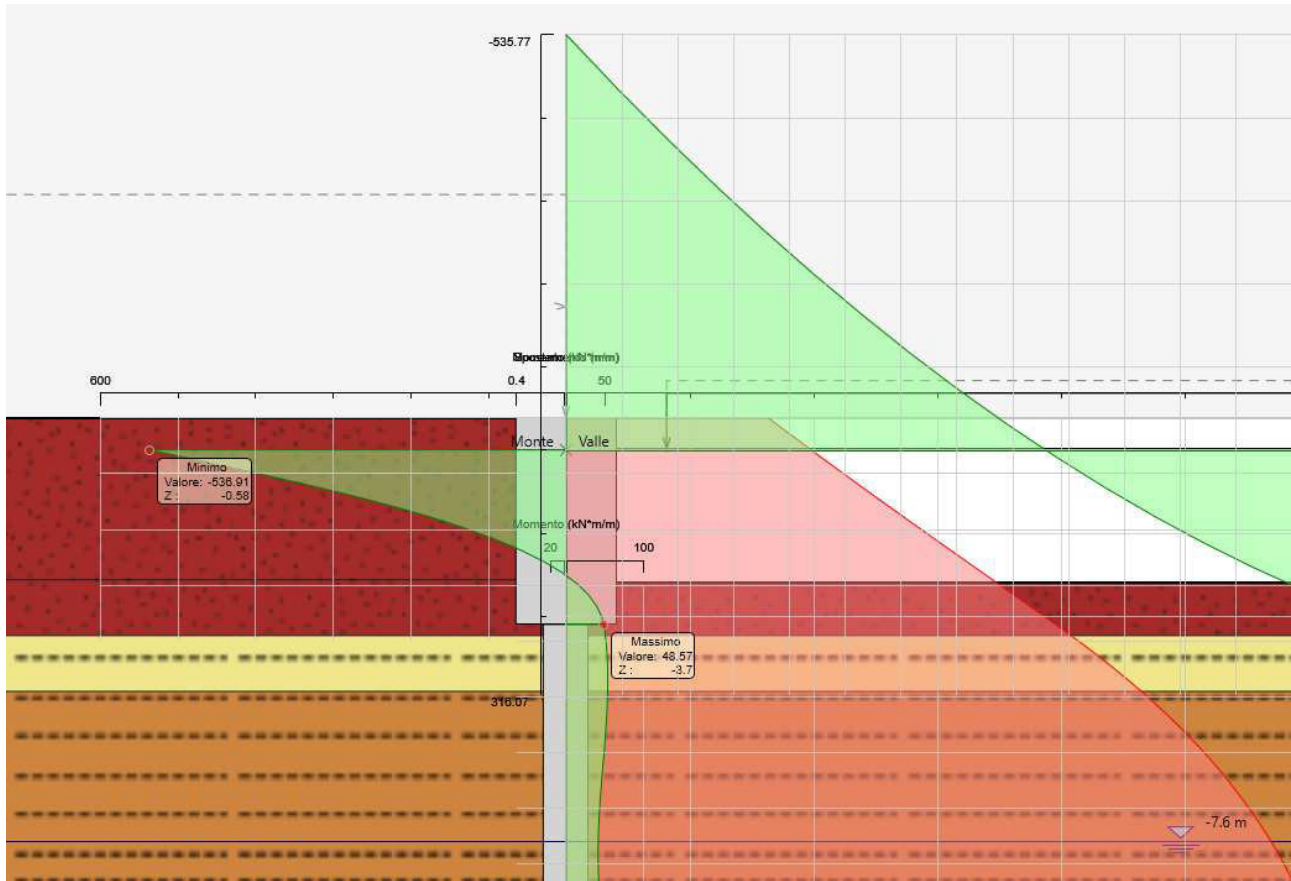 -535.77
(kN*m/m)
600
0.4
50
Monte
Valle
Minimo
Valore: -536.91
Z : -0.58
Momento (kN*m/m)
20
100
Massimo
Valore: 48.57
Z : -3.7
316.07
-7.6 m